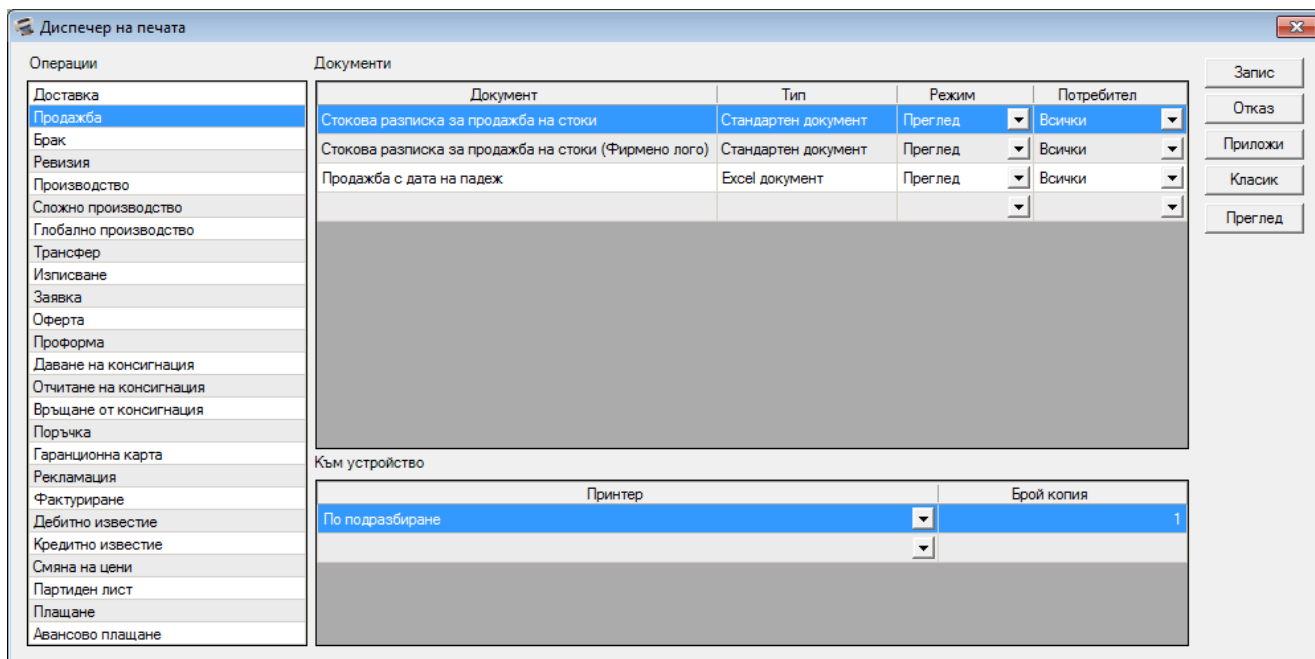 Диспечер на печата
Операции
Доставка
Продажба
Брак
Ревизия
Производство
Сложно производство
Глобално производство
Трансфер
Изписване
Заявка
Оферта
Проформа
Даване на консигнация
Отчитане на консигнация
Връщане от консигнация
Поръчка
Гаранционна карта
Рекламация
Фактуриране
Дебитно известие
Кредитно известие
Смяна на цени
Партиден лист
Плащане
Авансово плащане
Документи
Документ Тип Режим Потребител
Стокова разписка за продажба на стоки Стандартен документ Преглед Всички
Стокова разписка за продажба на стоки (Фирмено лого) Стандартен документ Преглед Всички
Продажба с дата на падеж Excel документ Преглед Всички
Към устройство
Принтер Брой копия
По подразбиране 1
Запис
Отказ
Приложи
Класик
Преглед